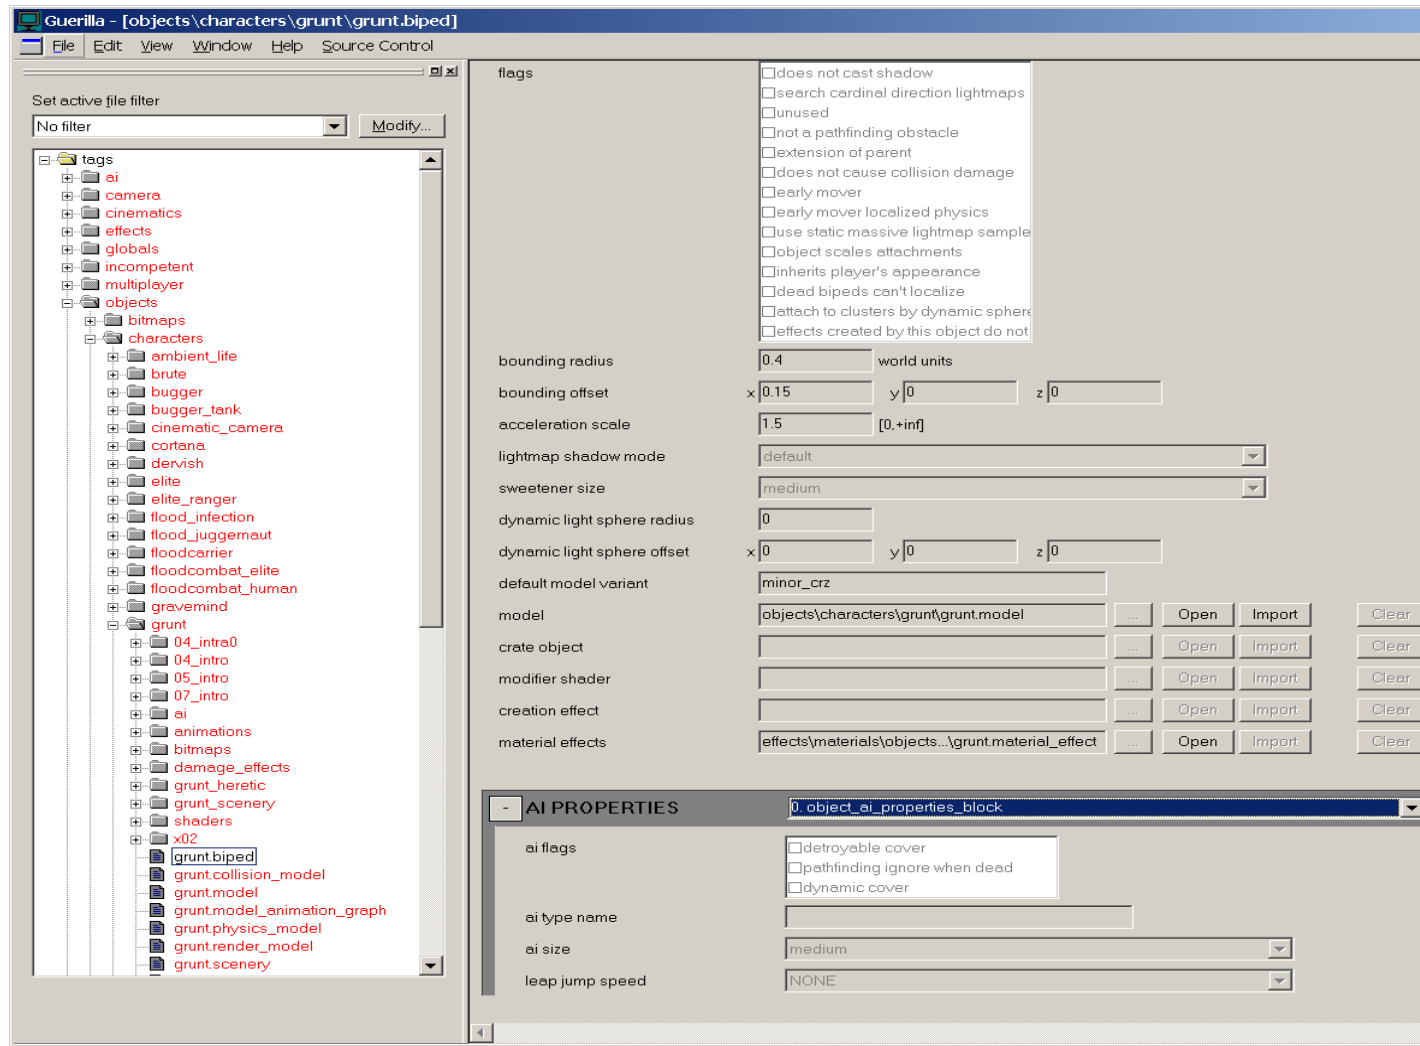 Guerilla - [objects\characters\grunt\grunt.biped]
File Edit View Window Help Source Control
Set active file filter
No filter Modify...
tags
ai
camera
cinematics
effects
globals
incompetent
multiplayer
objects
bitmaps
characters
ambient_life
brute
bugger
bugger_tank
cinematic_camera
cortana
dervish
elite
elite_ranger
flood_infection
flood_juggernaut
floodcarrier
floodcombat_elite
floodcombat_human
gravemind
grunt
04_intra0
04_intro
05_intro
07_intro
ai
animations
bitmaps
damage_effects
grunt_heretic
grunt_scenery
shaders
x02
grunt.biped
grunt.collision_model
grunt.model
grunt.model_animation_graph
grunt.physics_model
grunt.render_model
grunt.scenery
flags
does not cast shadow
search cardinal direction lightmaps
unused
not a pathfinding obstacle
extension of parent
does not cause collision damage
early mover
early mover localized physics
use static massive lightmap sample
object scales attachments
inherits player's appearance
dead bipeds can't localize
attach to clusters by dynamic sphere
effects created by this object do not
bounding radius 0.4 world units
bounding offset x 0.15 y 0 z 0
acceleration scale 1.5 [0,+inf]
lightmap shadow mode default
sweetener size medium
dynamic light sphere radius 0
dynamic light sphere offset x 0 y 0 z 0
default model variant minor_crz
model objects\characters\grunt\grunt.model ... Open Import Clear
crate object ... Open Import Clear
modifier shader ... Open Import Clear
creation effect ... Open Import Clear
material effects effects\materials\objects...\grunt.material_effect ... Open Import Clear
- AI PROPERTIES 0. object_ai_properties_block
ai flags
detroyable cover
pathfinding ignore when dead
dynamic cover
ai type name
ai size medium
leap jump speed NONE